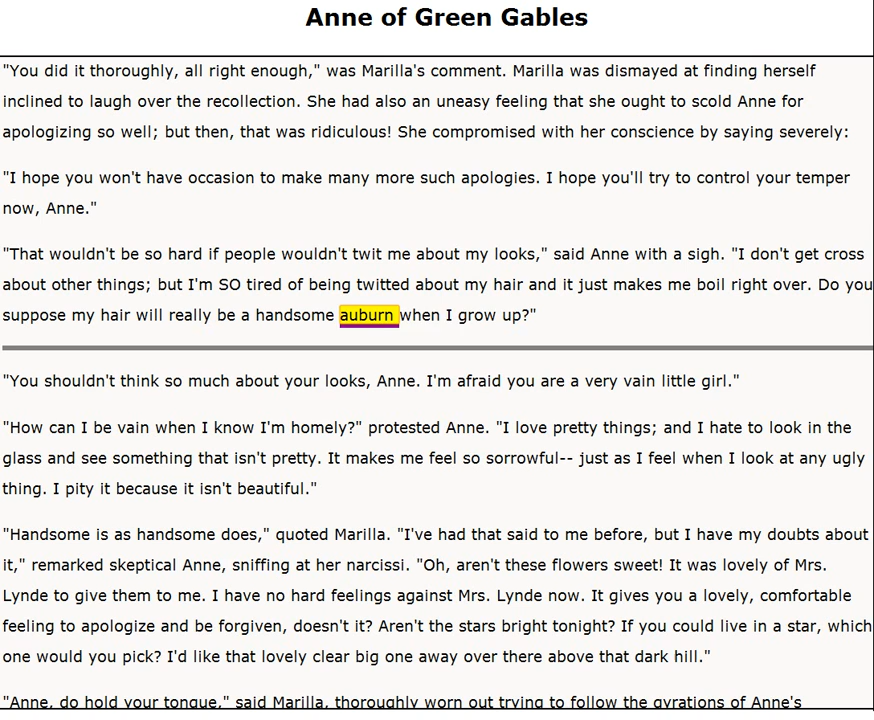 Anne of Green Gables
"You did it thoroughly, all right enough," was Marilla's comment. Marilla was dismayed at finding herself
inclined to laugh over the recollection. She had also an uneasy feeling that she ought to scold Anne for
apologizing so well; but then, that was ridiculous! She compromised with her conscience by saying severely:
"I hope you won't have occasion to make many more such apologies. I hope you'll try to control your temper
now, Anne."
"That wouldn't be so hard if people wouldn't twit me about my looks," said Anne with a sigh. "I don't get cross
about other things; but I'm SO tired of being twitted about my hair and it just makes me boil right over. Do you
suppose my hair will really be a handsome auburn when I grow up?"
"You shouldn't think so much about your looks, Anne. I'm afraid you are a very vain little girl."
"How can I be vain when I know I'm homely?" protested Anne. "I love pretty things; and I hate to look in the
glass and see something that isn't pretty. It makes me feel so sorrowful-- just as I feel when I look at any ugly
thing. I pity it because it isn't beautiful."
"Handsome is as handsome does," quoted Marilla. "I've had that said to me before, but I have my doubts about
it," remarked skeptical Anne, sniffing at her narcissi. "Oh, aren't these flowers sweet! It was lovely of Mrs.
Lynde to give them to me. I have no hard feelings against Mrs. Lynde now. It gives you a lovely, comfortable
feeling to apologize and be forgiven, doesn't it? Aren't the stars bright tonight? If you could live in a star, which
one would you pick? I'd like that lovely clear big one away over there above that dark hill."
"Anne, do hold your tongue," said Marilla, thoroughly worn out trying to follow the gyrations of Anne's